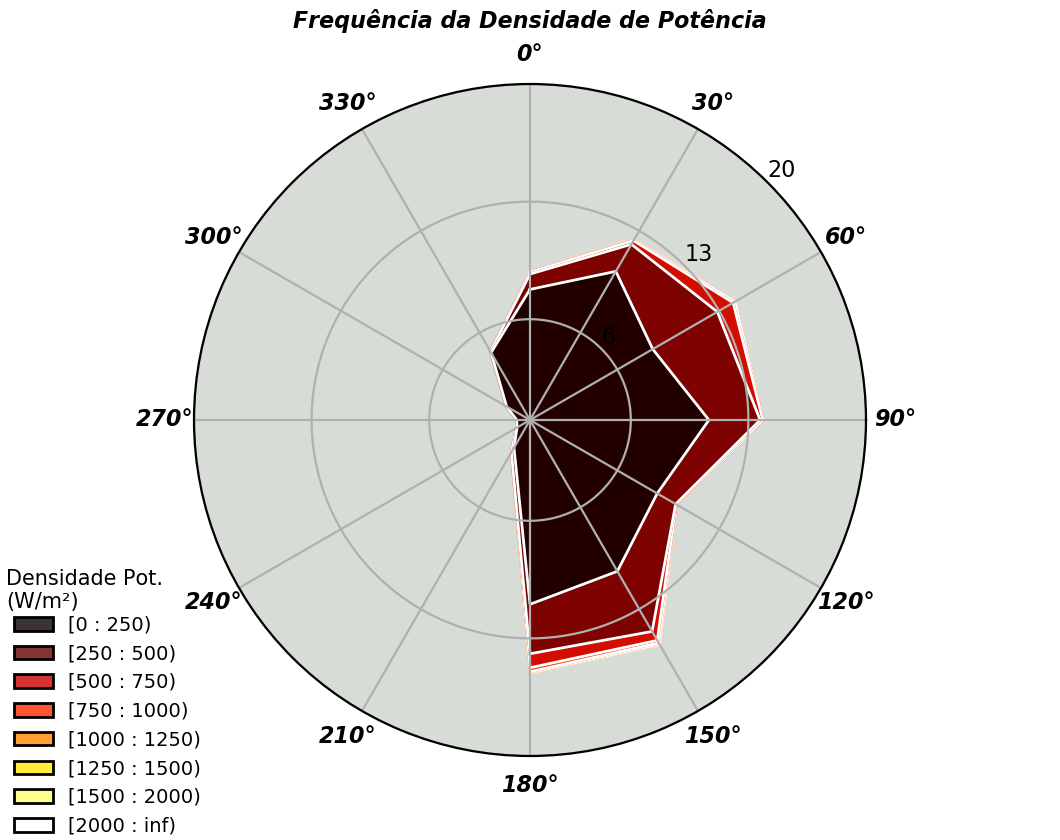 Frequência da Densidade de Potência
0°
330°
30°
20
300°
60°
13
6
270°
90°
240°
120°
210°
150°
180°
Densidade Pot.
(W/m²)
[0 : 250)
[250 : 500)
[500 : 750)
[750 : 1000)
[1000 : 1250)
[1250 : 1500)
[1500 : 2000)
[2000 : inf)